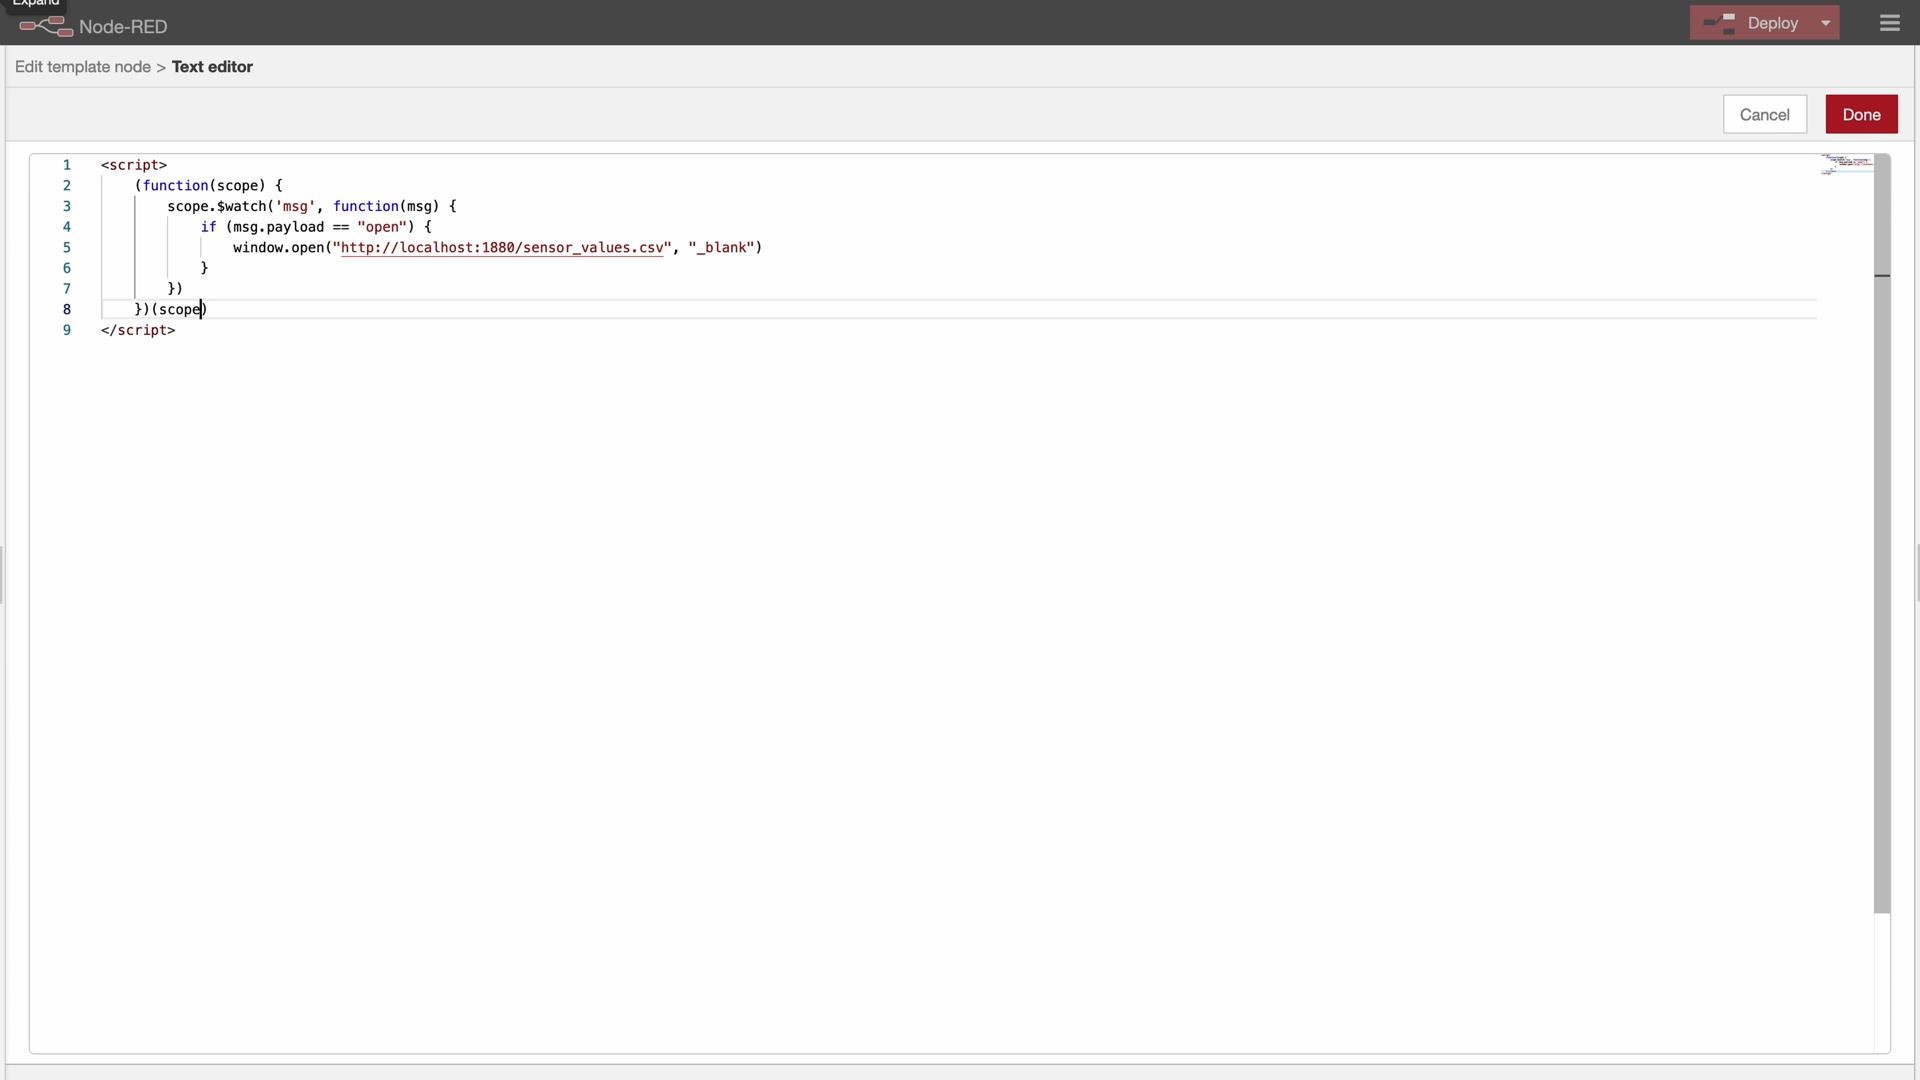 Expand
Node-RED
Deploy
Edit template node > Text editor
Cancel
Done
1 <script>
2 (function(scope) {
3 scope.$watch('msg', function(msg) {
4 if (msg.payload == "open") {
5 window.open("http://localhost:1880/sensor_values.csv", "_blank")
6 }
7 })
8 })(scope)
9 </script>